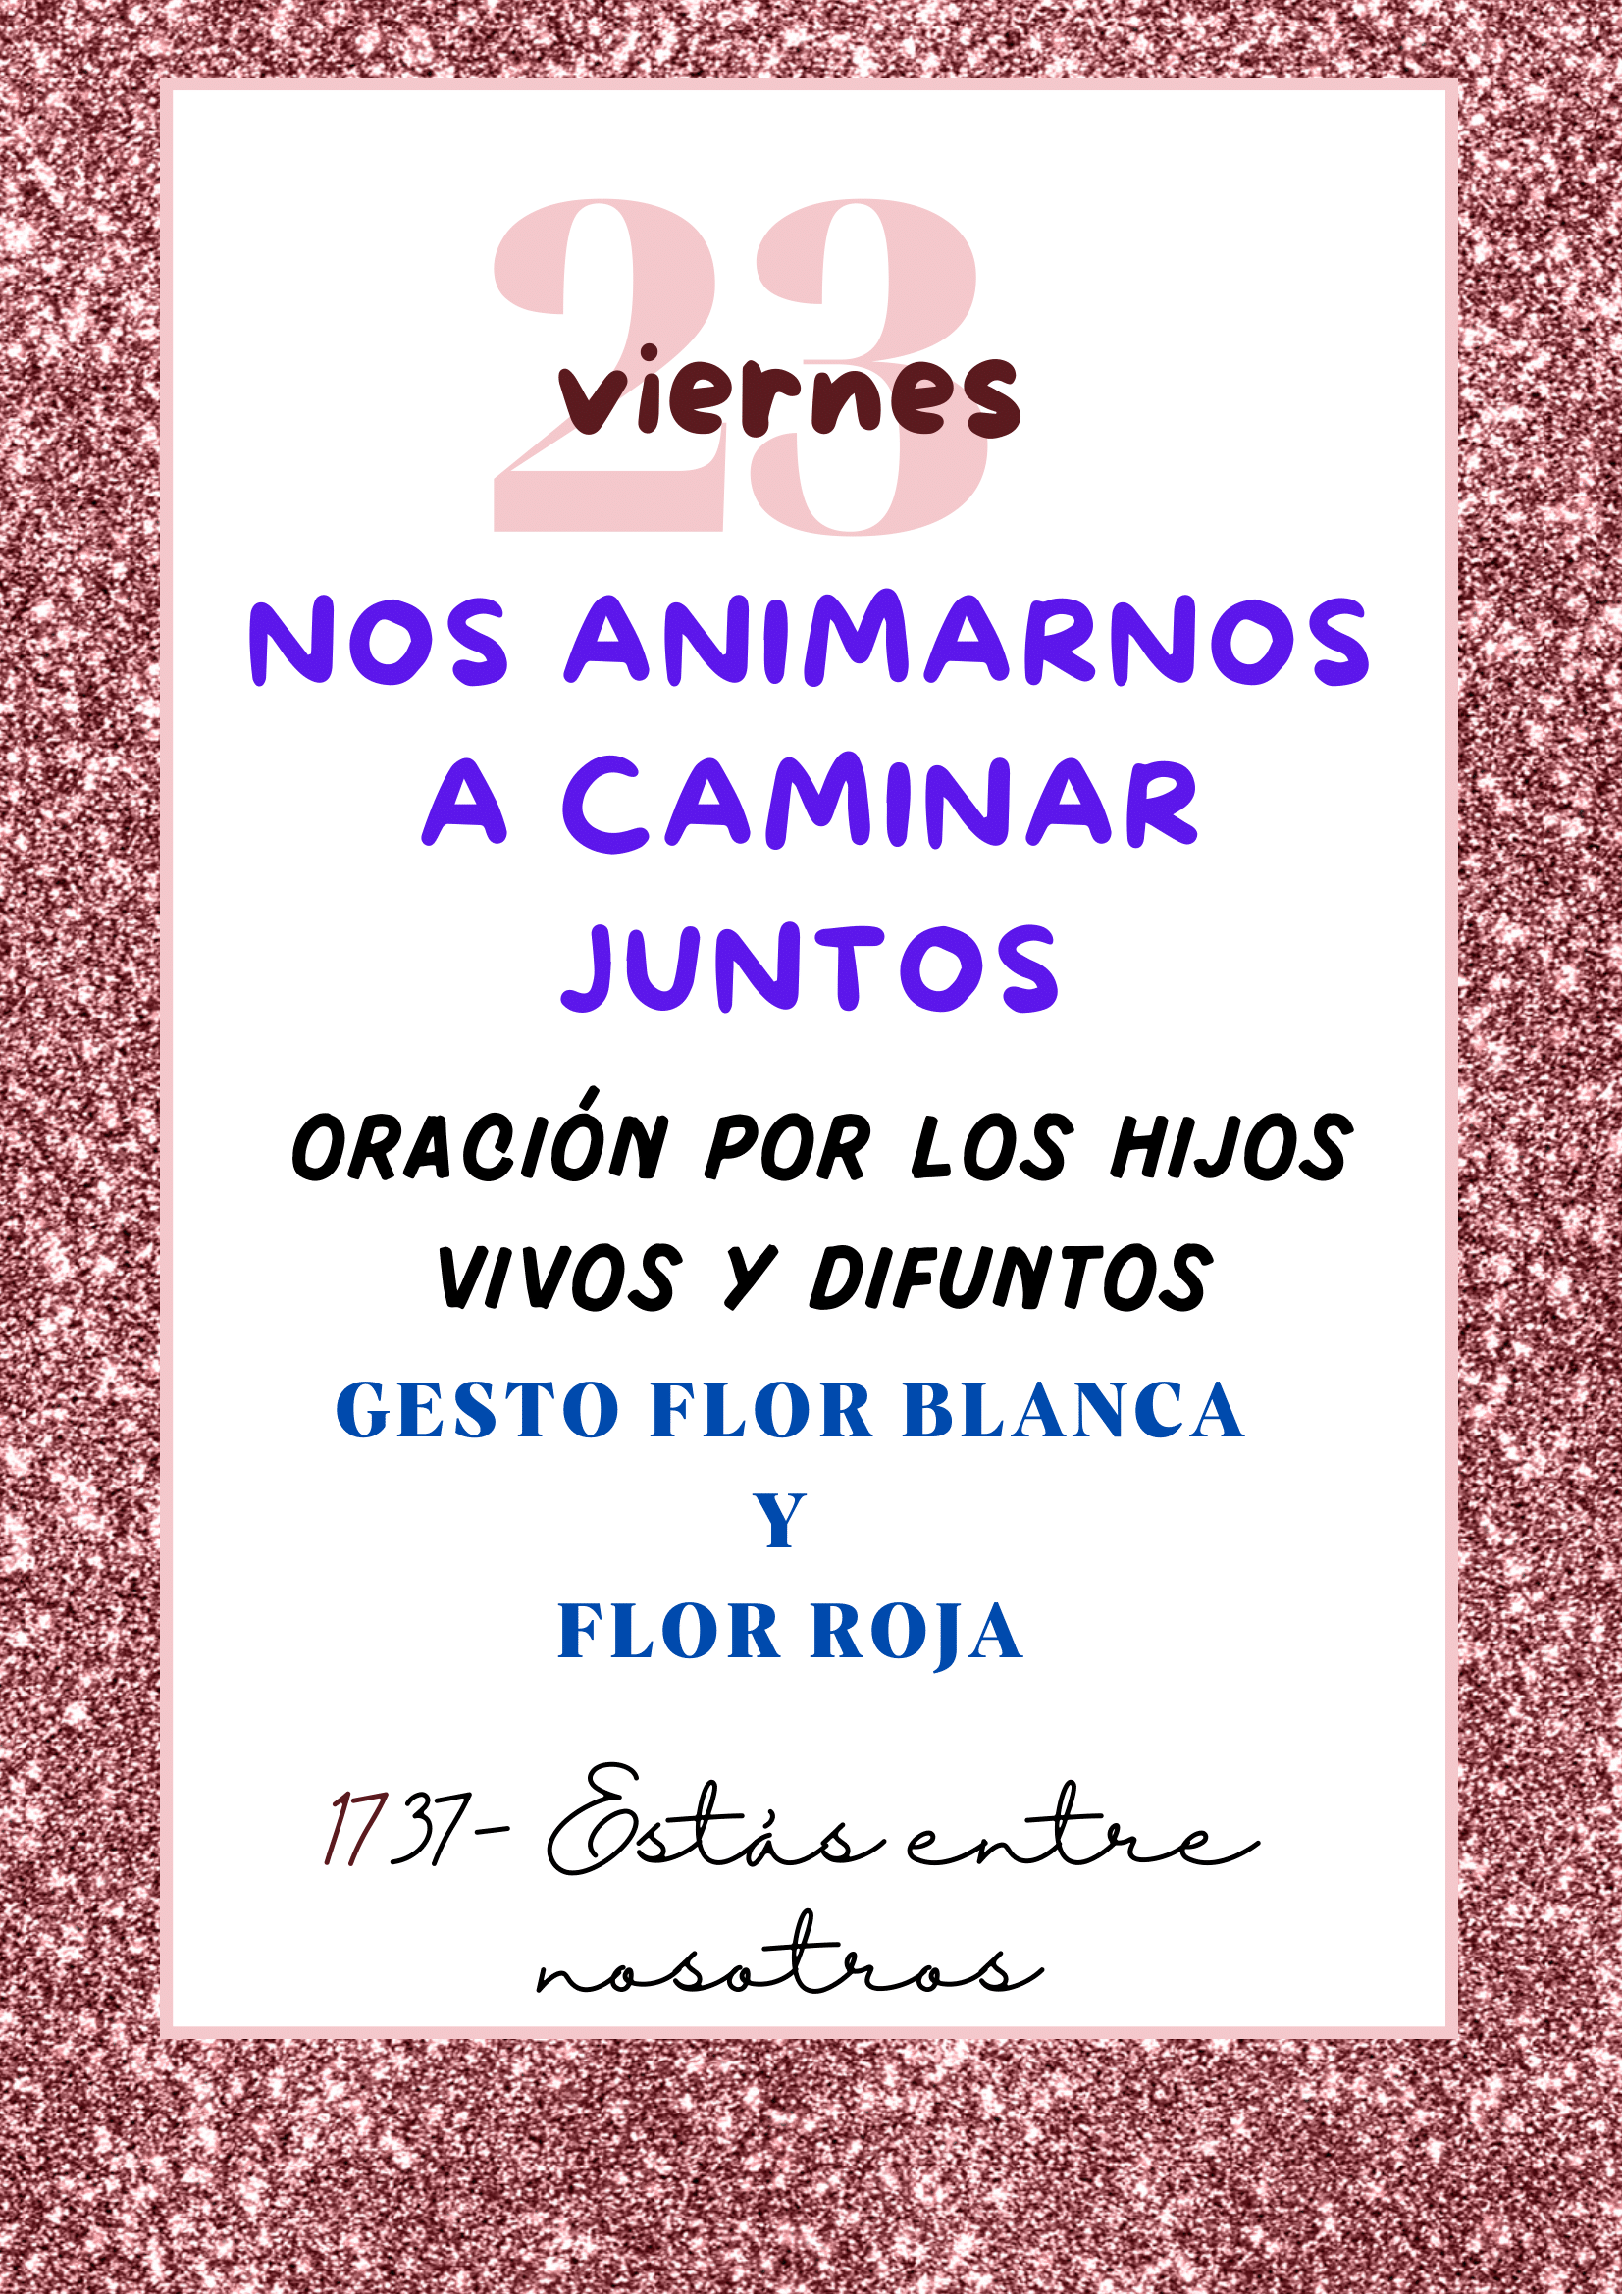 23
viernes
NOS ANIMARNOS
A CAMINAR
JUNTOS
ORACIÓN POR LOS HIJOS
VIVOS Y DIFUNTOS
GESTO FLOR BLANCA
Y
FLOR ROJA
1737- Estás entre
nosotros